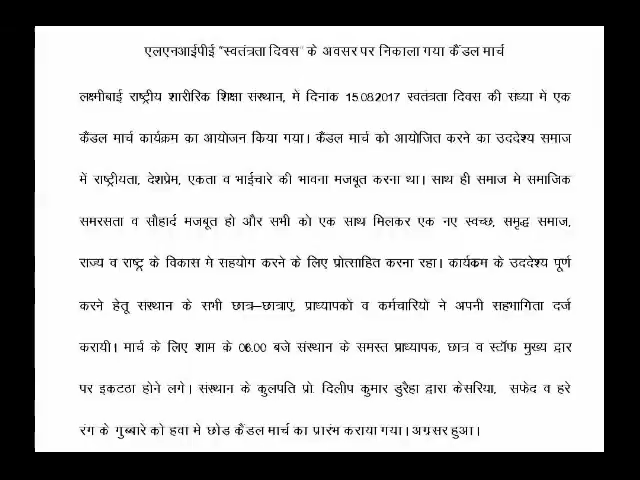 एलएनआईपीई "स्वतंत्रता दिवस" के अवसर पर निकाला गया कैंडल मार्च
लक्ष्मीबाई राष्ट्रीय शारीरिक शिक्षा संस्थान, में दिनाक 15.08.2017 स्वतंत्रता दिवस की सध्या मे एक
कैंडल मार्च कार्यक्रम का आयोजन किया गया। कैंडल मार्च को आयोजित करने का उददेश्य समाज
में राष्ट्रीयता, देशप्रेम, एकता व भाईचारे की भावना मजबूत करना था। साथ ही समाज मे समाजिक
समरसता व सौहार्द मजबूत हो और सभी को एक साथ मिलकर एक नए स्वच्छ, समृद्ध समाज,
राज्य व राष्ट्र के विकास मे सहयोग करने के लिए प्रोत्साहित करना रहा। कार्यकम के उददेश्य पूर्ण
करने हेतू संस्थान के सभी छात्र–छात्राए, प्राध्यापको व कर्मचारियो ने अपनी सहभागिता दर्ज
करायी। मार्च के लिए शाम के 06.00 बजे संस्थान के समस्त प्राध्यापक, छात्र व स्टॉफ मुख्य द्वार
पर इकटठा होने लगे। संस्थान के कुलपति प्रो. दिलीप कुमार डुरेहा द्वारा केसरिया, सफेद व हरे
रंग के गुब्बारे को हवा मे छोड कैंडल मार्च का प्रारंभ कराया गया। अग्रसर हुआ।